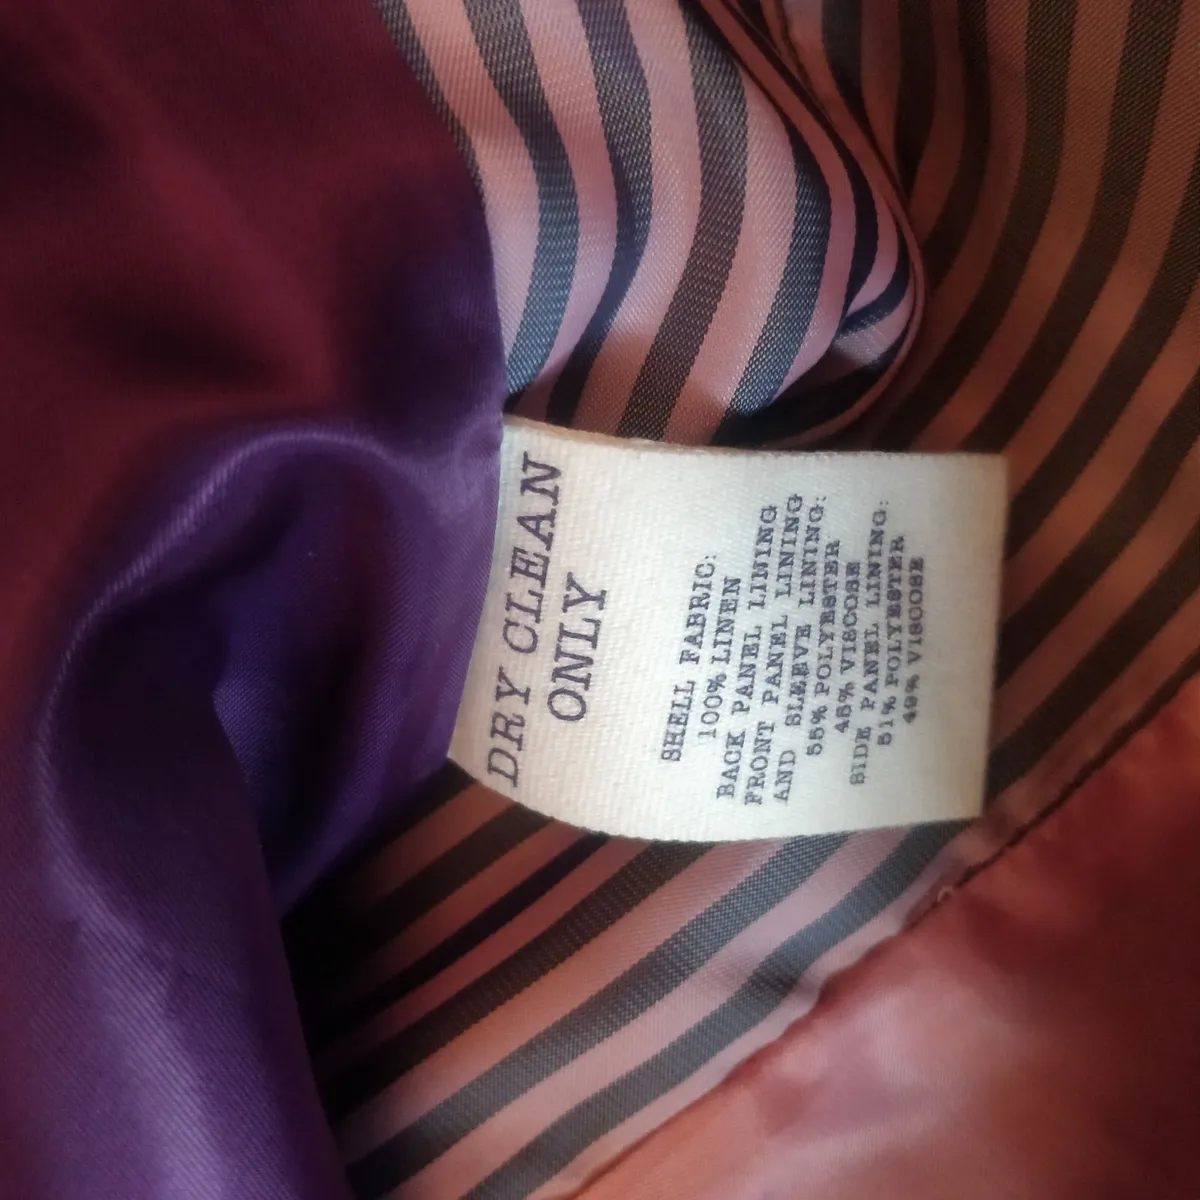 DRY CLEAN
ONLY
SHELL FABRIC:
100% LINEN
BACK PANEL LINING
FRONT PANEL LINING
AND SLEEVE LINING:
55% POLYESTER
45% VISCOSE
SIDE PANEL LINING:
51% POLYESTER
49% VISCOSE